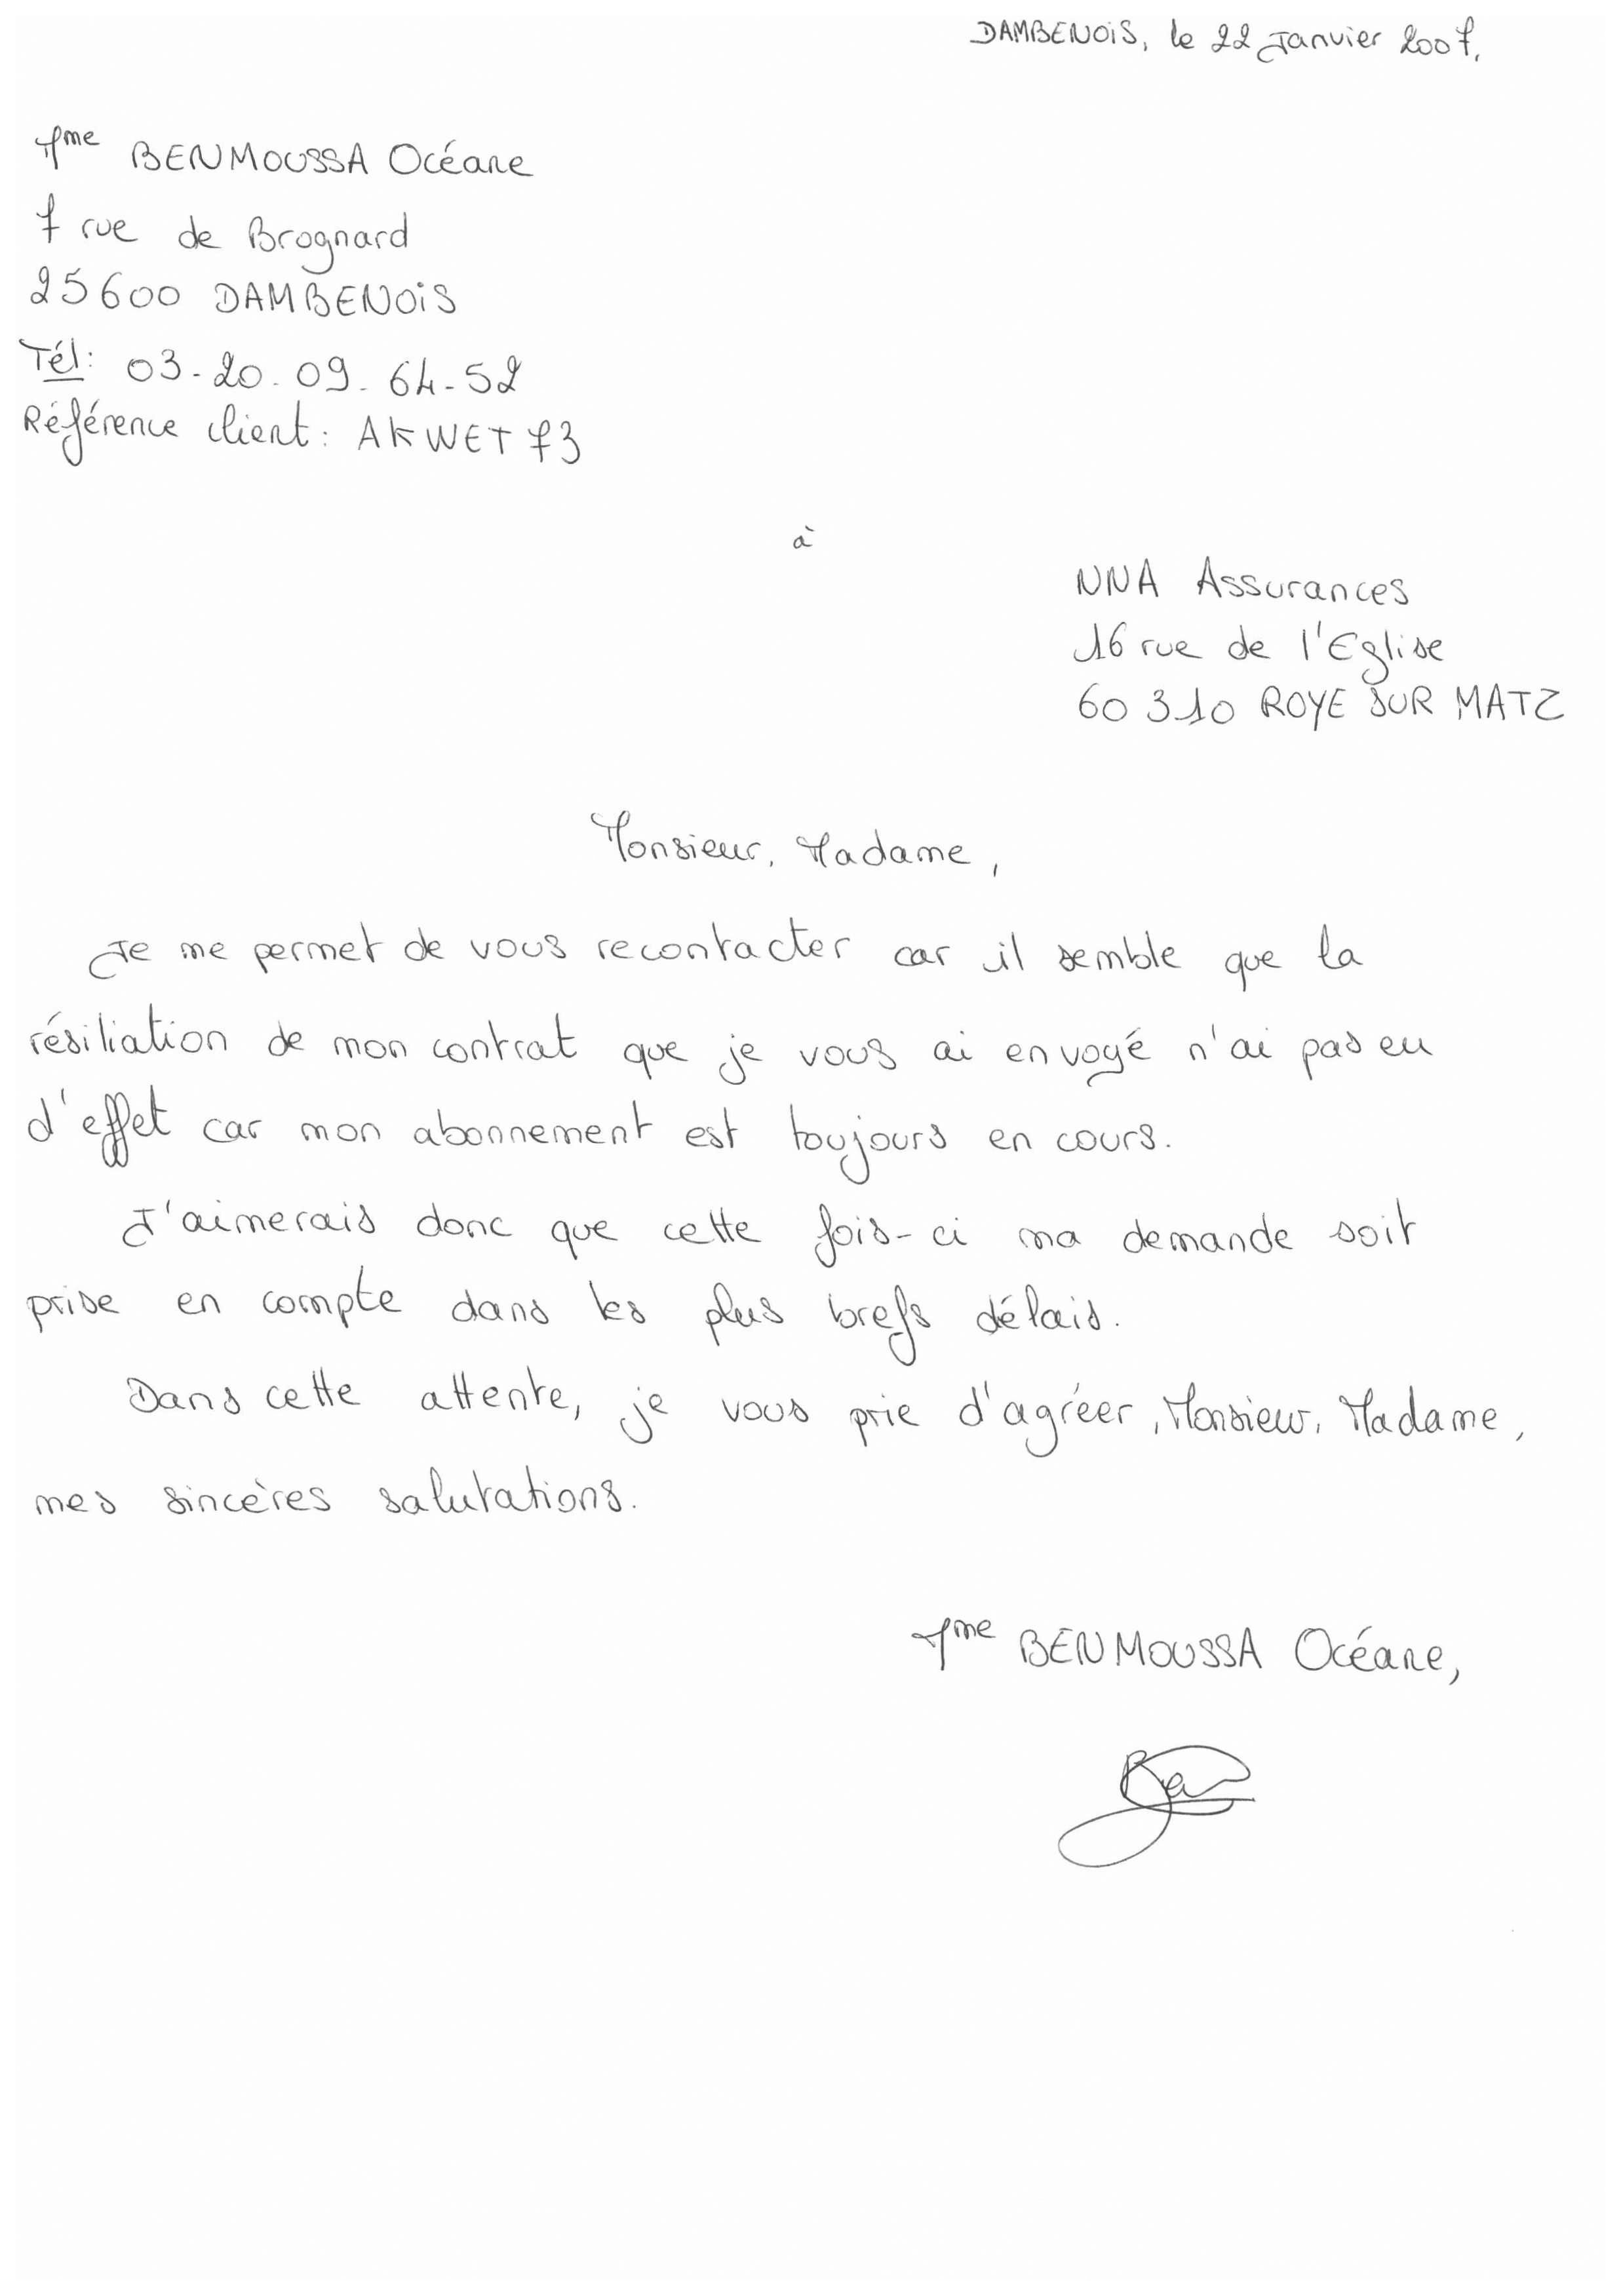 DAMBENOIS, le 22 Janvier 2007.
Mme BENMOUSSA Océane
7 rue de Brognard
25600 DAMBENOIS
Tél: 03-20.09-64-52
Référence client: AKWET73
à
NNA Assurances
16 rue de l'Eglise
60310 ROYE SUR MATZ
Monsieur, Madame,
Je me permet de vous recontacter car il semble que la
résiliation de mon contrat que je vous ai envoyé n'ai pas eu
d'effet car mon abonnement est toujours en cours.
J'aimerais donc que cette fois-ci ma demande soit
prise en compte dans les plus brefs délais.
Dans cette attente, je vous prie d'agréer, Monsieur, Madame,
mes sincères salutations.
Mme BENMOUSSA Océane,